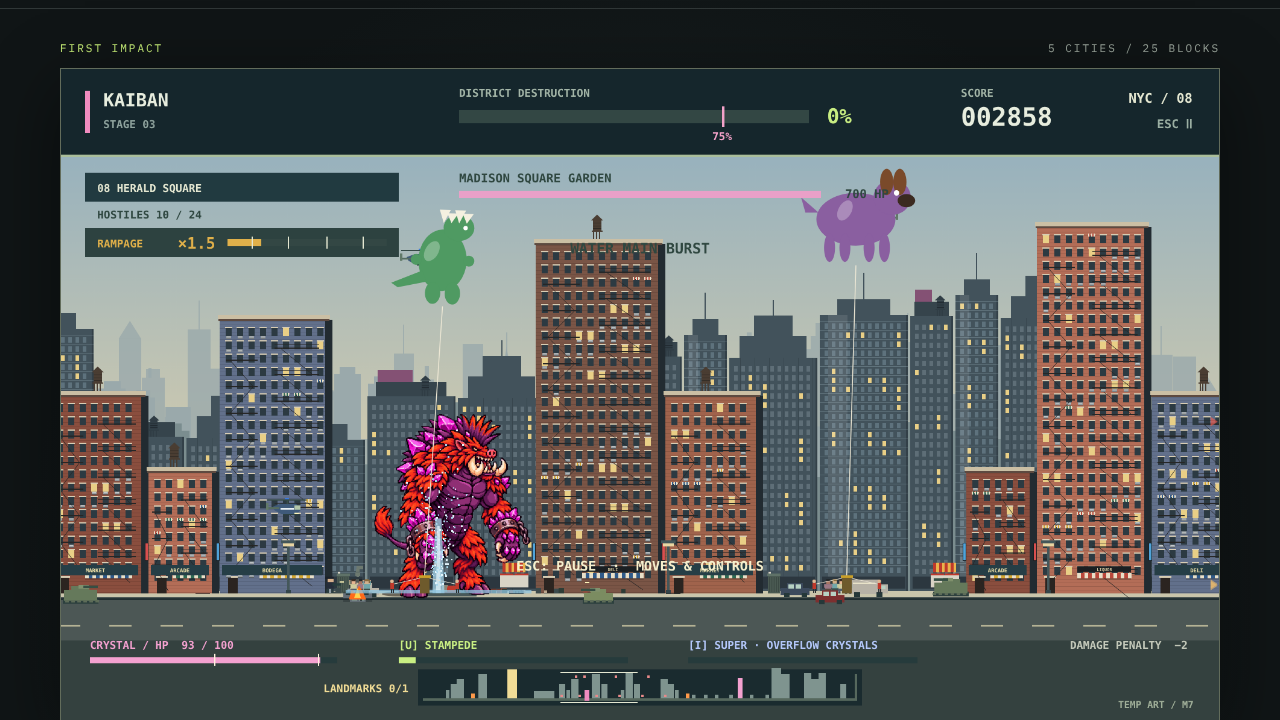 FIRST IMPACT
5 CITIES / 25 BLOCKS
KAIBAN
STAGE 03
DISTRICT DESTRUCTION
0%
75%
SCORE
002858
NYC / 08
ESC II
08 HERALD SQUARE
HOSTILES 10 / 24
RAMPAGE ×1.5
MADISON SQUARE GARDEN
700 HP
WATER MAIN BURST
MARKET
ARCADE
BODEGA
DELI
ARCADE
LIQUOR
DELI
ESC: PAUSE
MOVES & CONTROLS
CRYSTAL / HP 93 / 100
[U] STAMPEDE
[I] SUPER · OVERFLOW CRYSTALS
DAMAGE PENALTY −2
LANDMARKS 0/1
TEMP ART / M7